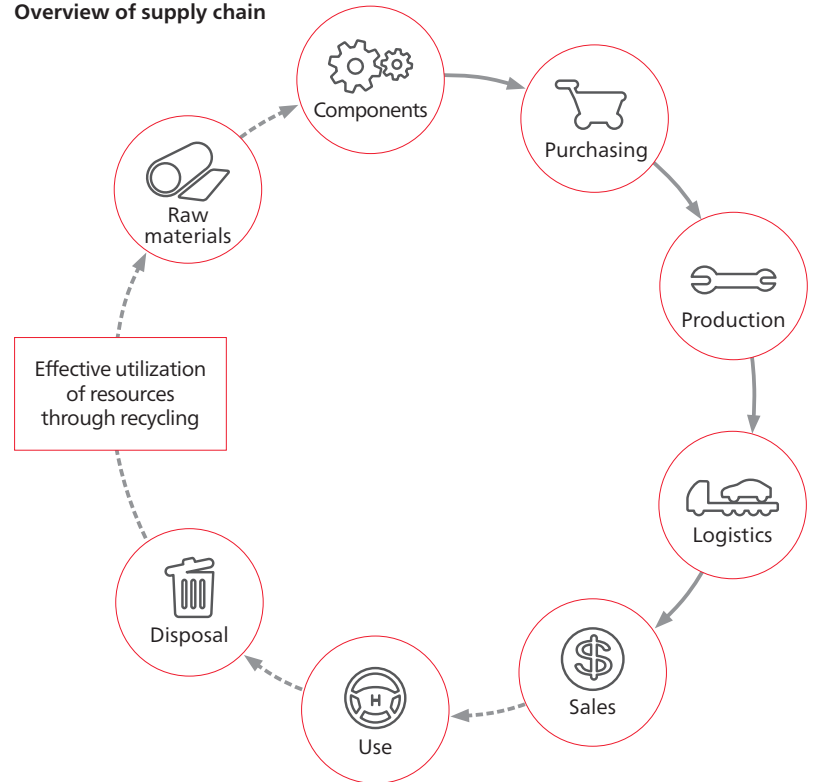 Overview of supply chain
Components
Purchasing
Raw
materials
Production
Effective utilization
of resources
through recycling
Logistics
Disposal
$
Sales
H
Use